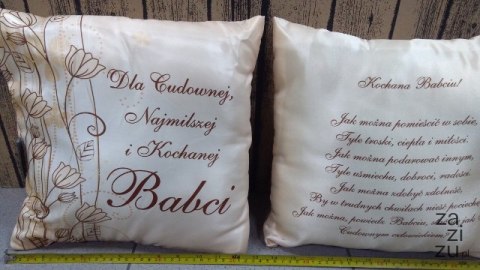 Dla Cudownej,
Najmilszej
i Kochanej
Babci
Kochana Babciu!
Jak można pomieścić w sobie,
Tyle troski, ciepła i miłości.
Jak można podarować innym,
Tyle uśmiechu, dobroci, radości.
Jak można zdobyć zdolność,
By w trudnych chwilach nieść pociechę
Jak można, powiedz Babciu,
Cudownym człowiekiem
za
zi
zu.pl